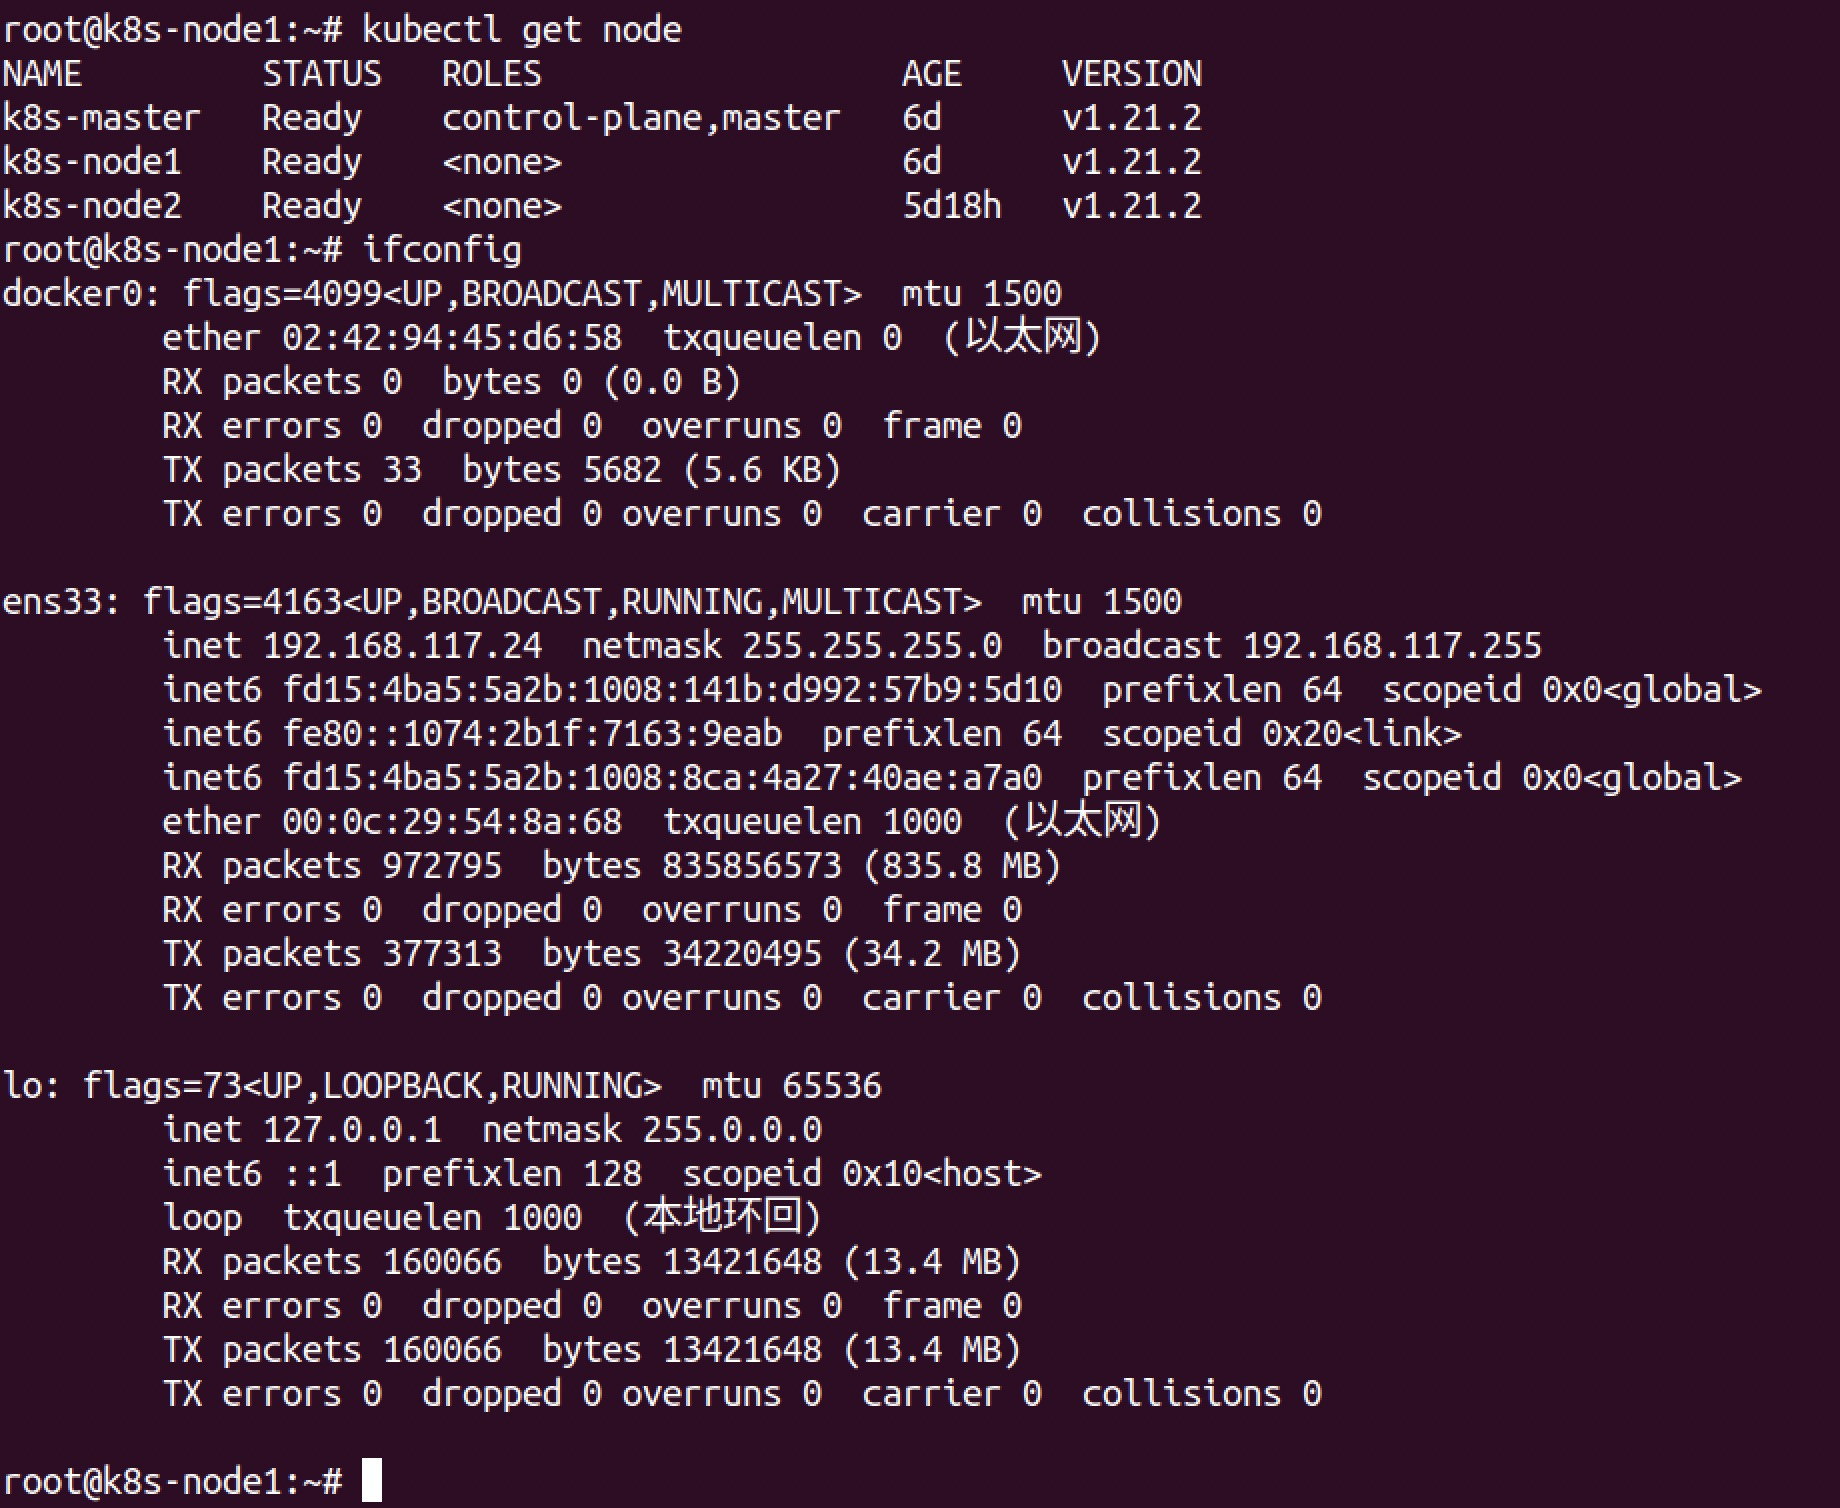 root@k8s-node1:~# kubectl get node
NAME         STATUS   ROLES                  AGE     VERSION
k8s-master   Ready    control-plane,master   6d      v1.21.2
k8s-node1    Ready    <none>                 6d      v1.21.2
k8s-node2    Ready    <none>                 5d18h   v1.21.2
root@k8s-node1:~# ifconfig
docker0: flags=4099<UP,BROADCAST,MULTICAST>  mtu 1500
        ether 02:42:94:45:d6:58  txqueuelen 0  (以太网)
        RX packets 0  bytes 0 (0.0 B)
        RX errors 0  dropped 0  overruns 0  frame 0
        TX packets 33  bytes 5682 (5.6 KB)
        TX errors 0  dropped 0 overruns 0  carrier 0  collisions 0

ens33: flags=4163<UP,BROADCAST,RUNNING,MULTICAST>  mtu 1500
        inet 192.168.117.24  netmask 255.255.255.0  broadcast 192.168.117.255
        inet6 fd15:4ba5:5a2b:1008:141b:d992:57b9:5d10  prefixlen 64  scopeid 0x0<global>
        inet6 fe80::1074:2b1f:7163:9eab  prefixlen 64  scopeid 0x20<link>
        inet6 fd15:4ba5:5a2b:1008:8ca:4a27:40ae:a7a0  prefixlen 64  scopeid 0x0<global>
        ether 00:0c:29:54:8a:68  txqueuelen 1000  (以太网)
        RX packets 972795  bytes 835856573 (835.8 MB)
        RX errors 0  dropped 0  overruns 0  frame 0
        TX packets 377313  bytes 34220495 (34.2 MB)
        TX errors 0  dropped 0 overruns 0  carrier 0  collisions 0

lo: flags=73<UP,LOOPBACK,RUNNING>  mtu 65536
        inet 127.0.0.1  netmask 255.0.0.0
        inet6 ::1  prefixlen 128  scopeid 0x10<host>
        loop  txqueuelen 1000  (本地环回)
        RX packets 160066  bytes 13421648 (13.4 MB)
        RX errors 0  dropped 0  overruns 0  frame 0
        TX packets 160066  bytes 13421648 (13.4 MB)
        TX errors 0  dropped 0 overruns 0  carrier 0  collisions 0

root@k8s-node1:~#